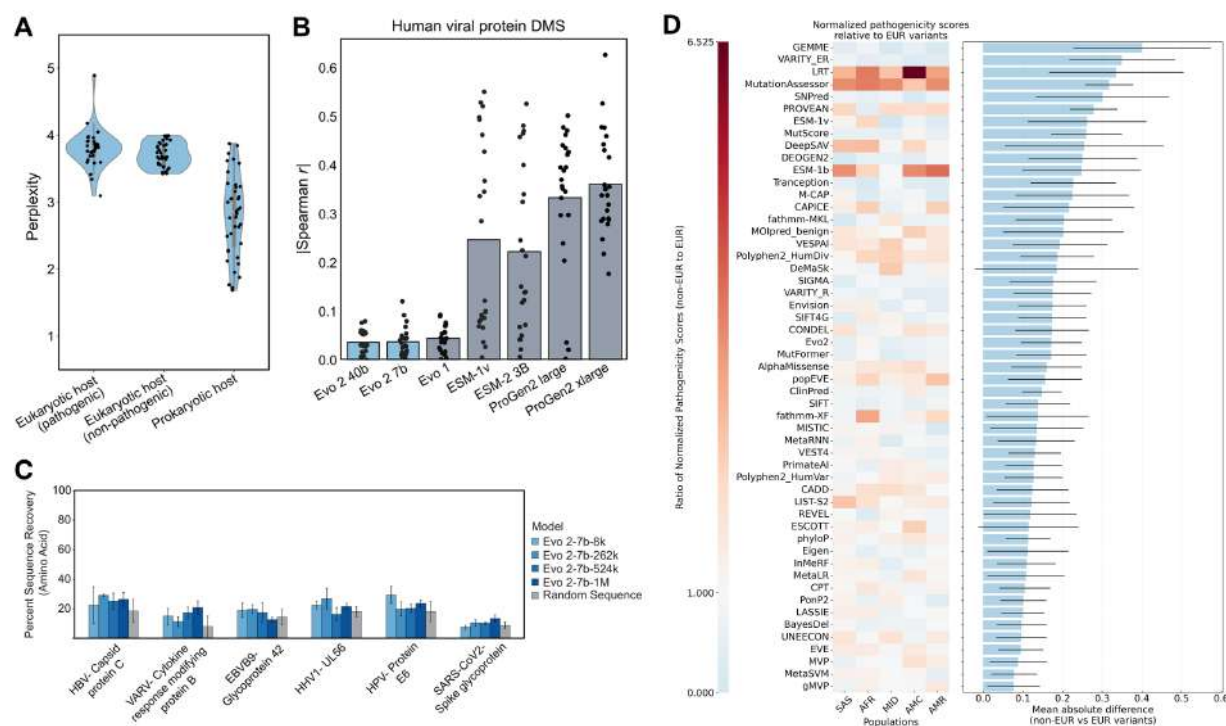 A
Perplexity
5
4
3
2
1
Eukaryotic host
(pathogenic)
Eukaryotic host
(non-pathogenic)
Prokaryotic host
B
Human viral protein DMS
|Spearman r|
0.6
0.5
0.4
0.3
0.2
0.1
0.0
Evo 2 40b
Evo 2 7b
Evo 1
ESM-1v
ESM-2 3B
ProGen2 large
ProGen2 xlarge
C
Percent Sequence Recovery
(Amino Acid)
100
80
60
40
20
HBV- Capsid
protein C
VARV- Cytokine
response modifying
protein B
EBVB9-
Glycoprotein 42
HHV1- UL56
HPV- Protein
E6
SARS-CoV2-
Spike glycoprotein
Model
Evo 2-7b-8k
Evo 2-7b-262k
Evo 2-7b-524k
Evo 2-7b-1M
Random Sequence
D
Normalized pathogenicity scores
relative to EUR variants
6.525
1.000
0.000
Ratio of Normalized Pathogenicity Scores (non-EUR to EUR)
GEMME
VARITY_ER
LRT
MutationAssessor
SNPred
PROVEAN
ESM-1v
MutScore
DeepSAV
DEOGEN2
ESM-1b
Tranception
M-CAP
CAPICE
fathmm-MKL
MOIpred_benign
VESPAl
Polyphen2_HumDiv
DeMaSk
SIGMA
VARITY_R
Envision
SIFT4G
CONDEL
Evo2
MutFormer
AlphaMissense
popEVE
ClinPred
SIFT
fathmm-XF
MISTIC
MetaRNN
VEST4
PrimateAI
Polyphen2_HumVar
CADD
LIST-S2
REVEL
ESCOTT
phyloP
Eigen
InMeRF
MetaLR
CPT
PonP2
LASSIE
BayesDel
UNEECON
EVE
MVP
MetaSVM
gMVP
SAS
AFR
MID
AMC
AMR
Populations
0.0
0.1
0.2
0.3
0.4
0.5
0.6
Mean absolute difference
(non-EUR vs EUR variants)